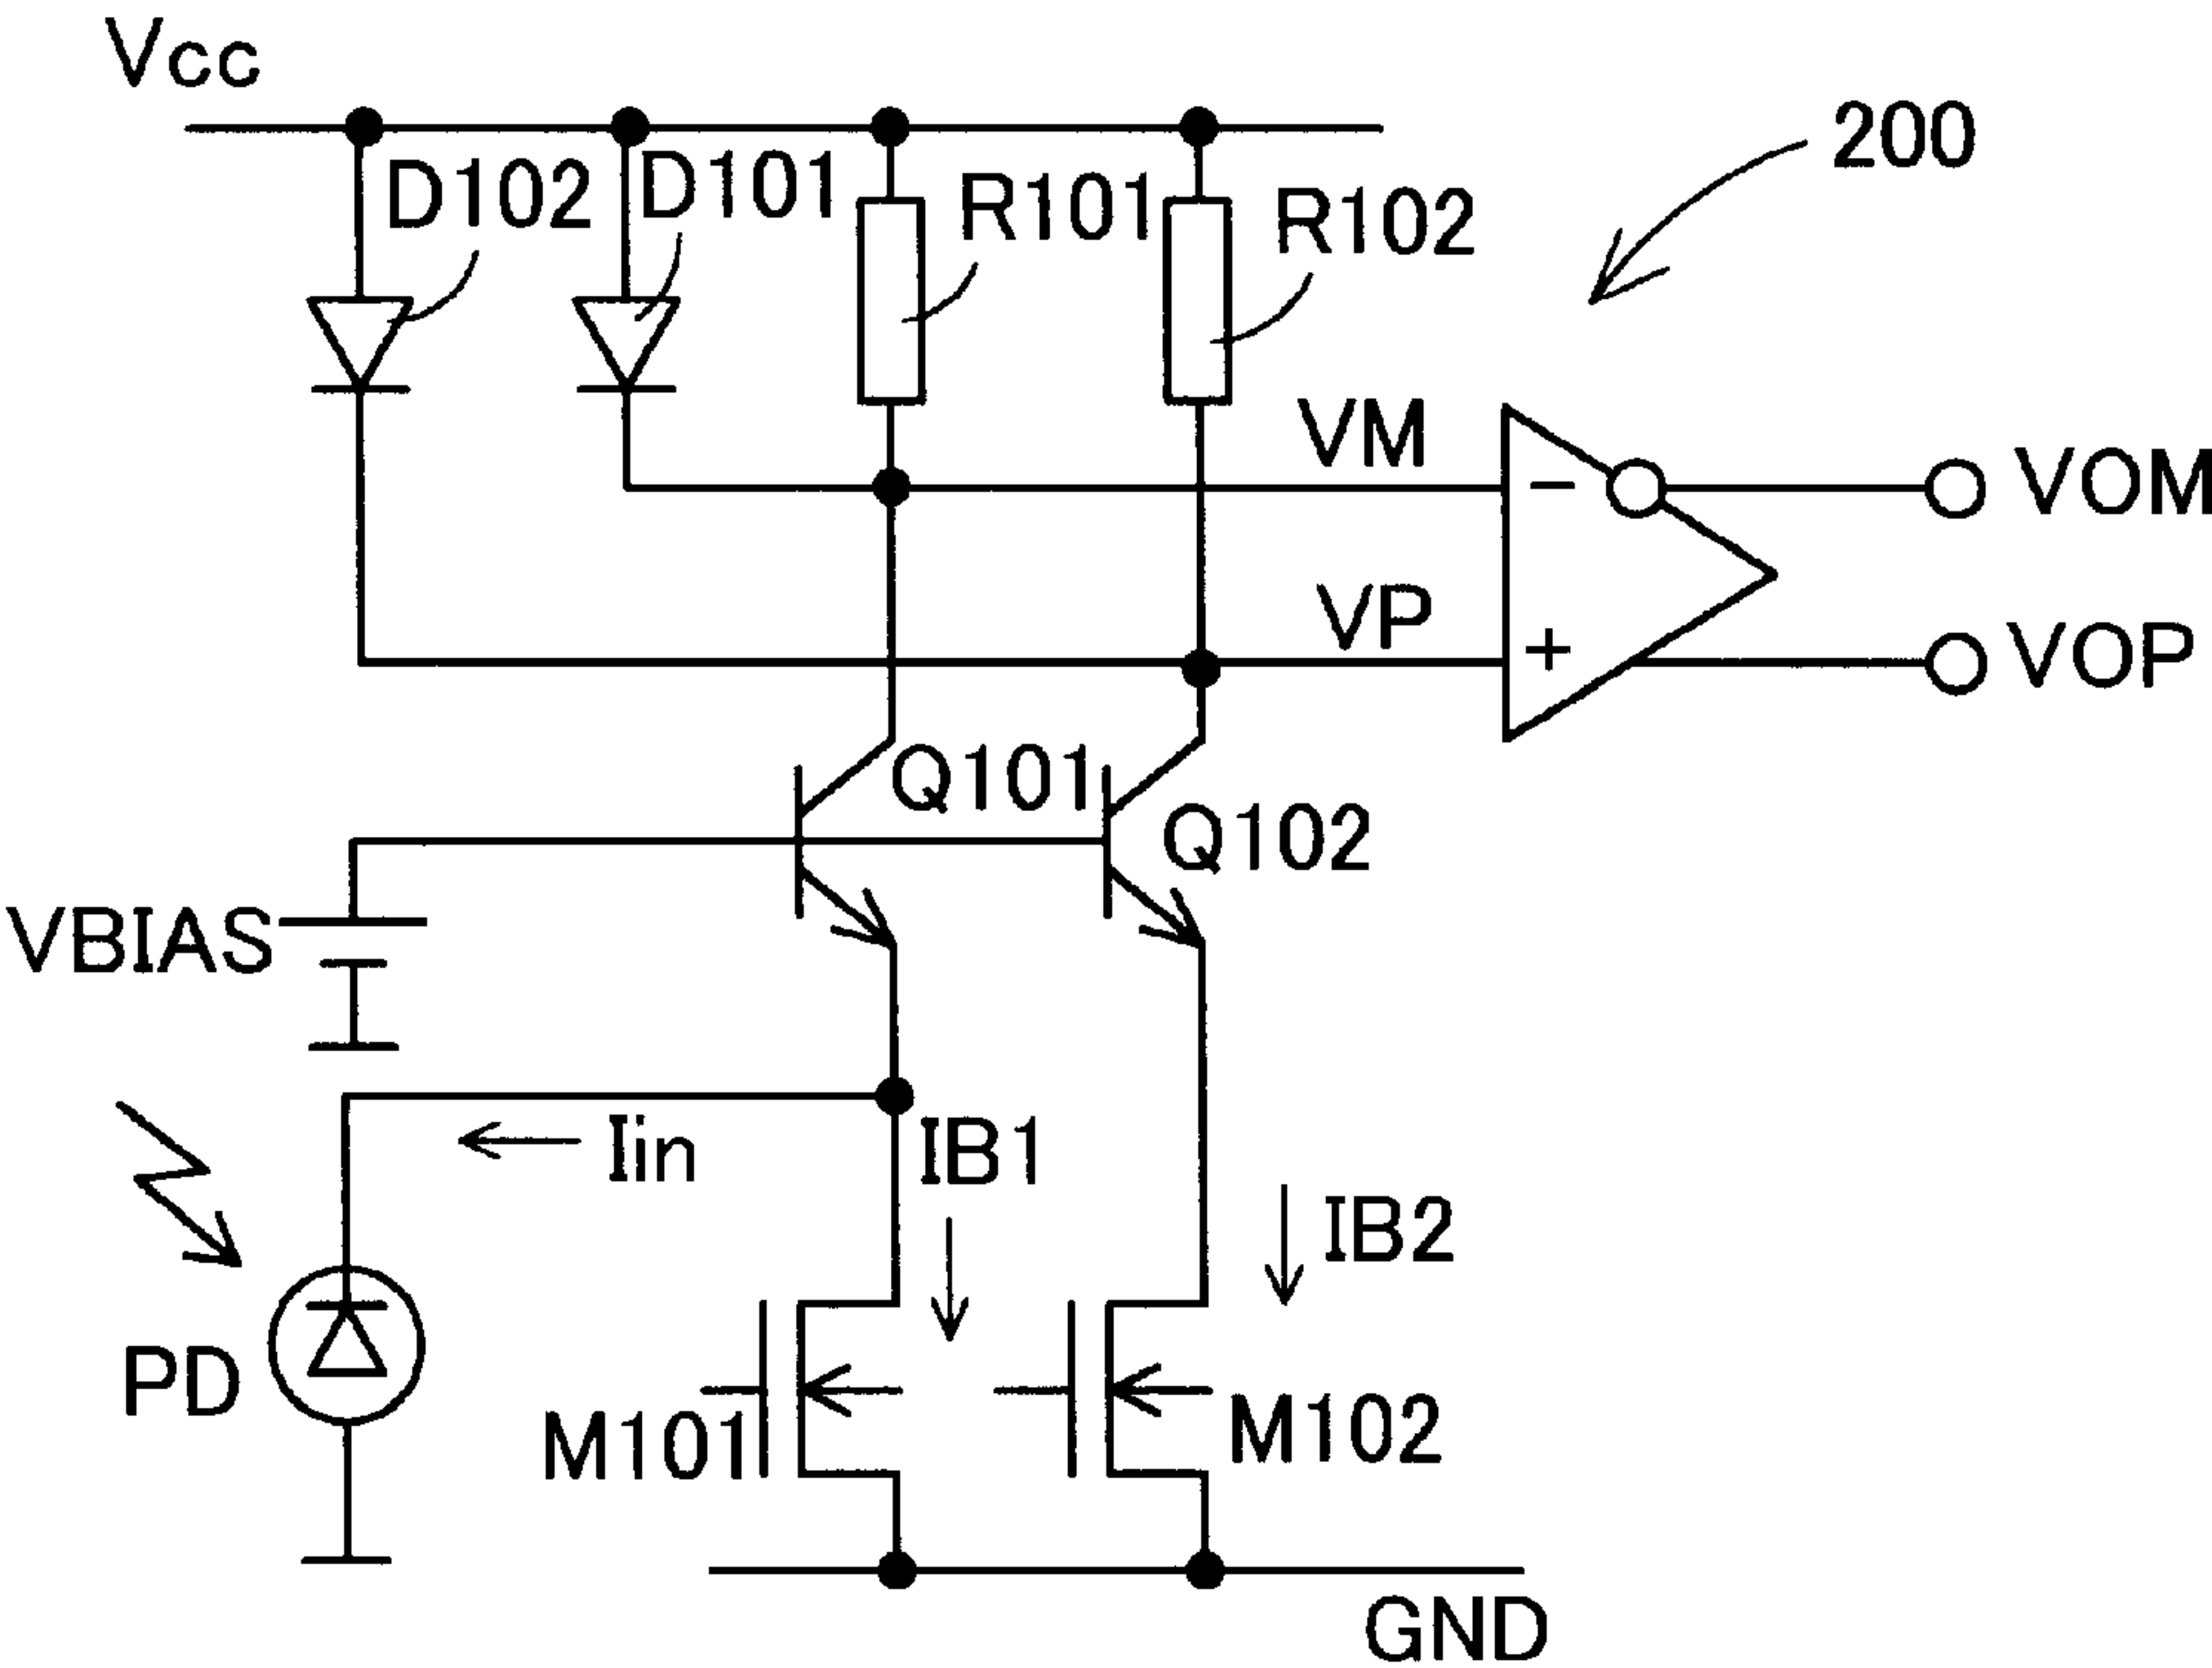 Vcc
200
D102
D101
R101
R102
VM
VOM
VP
VOP
−
+
Q101
Q102
VBIAS
Iin
IB1
IB2
PD
M101
M102
GND